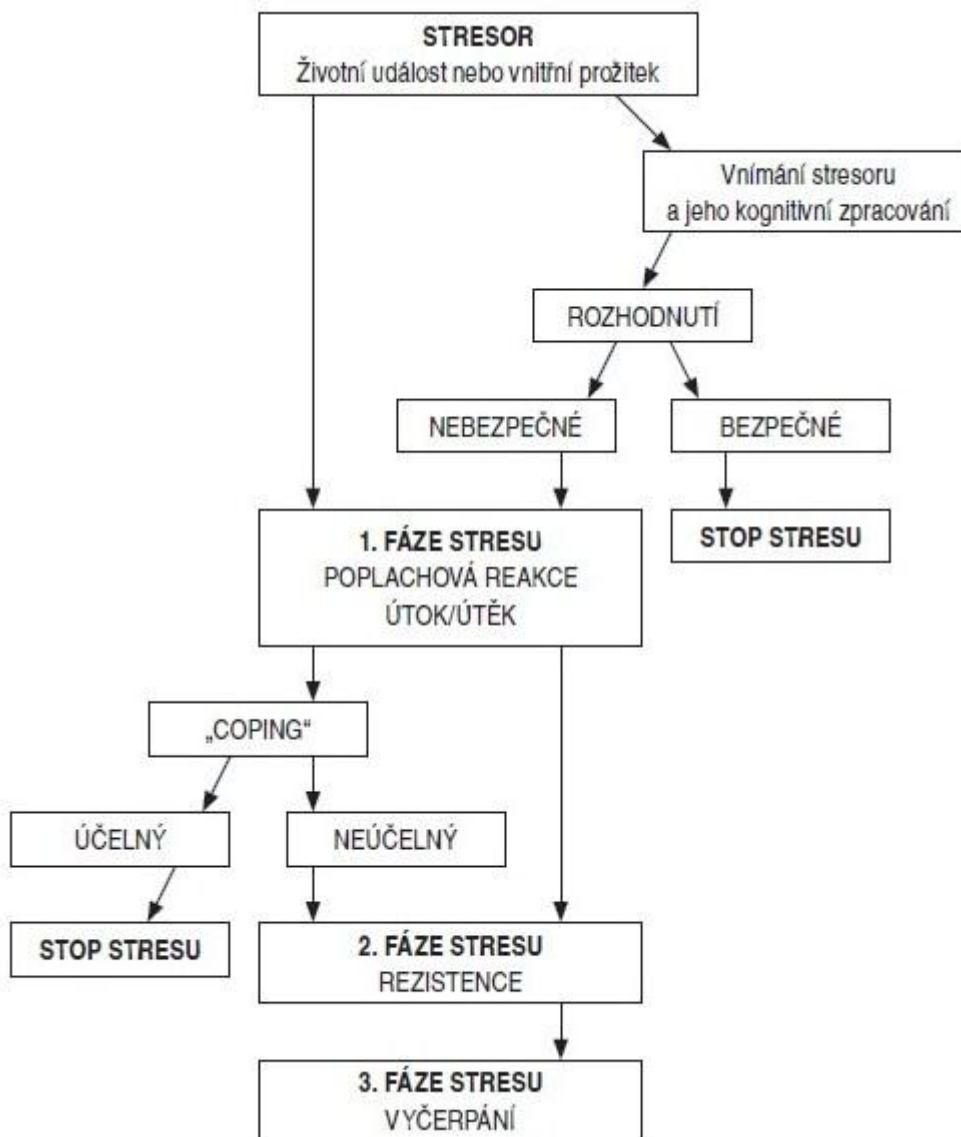 STRESOR
Životní událost nebo vnitřní prožitek
Vnímání stresoru
a jeho kognitivní zpracování
ROZHODNUTÍ
NEBEZPEČNÉ
BEZPEČNÉ
1. FÁZE STRESU
POPLACHOVÁ REAKCE
ÚTOK/ÚTĚK
STOP STRESU
„COPING“
ÚČELNÝ
NEÚČELNÝ
STOP STRESU
2. FÁZE STRESU
REZISTENCE
3. FÁZE STRESU
VYČERPÁNÍ